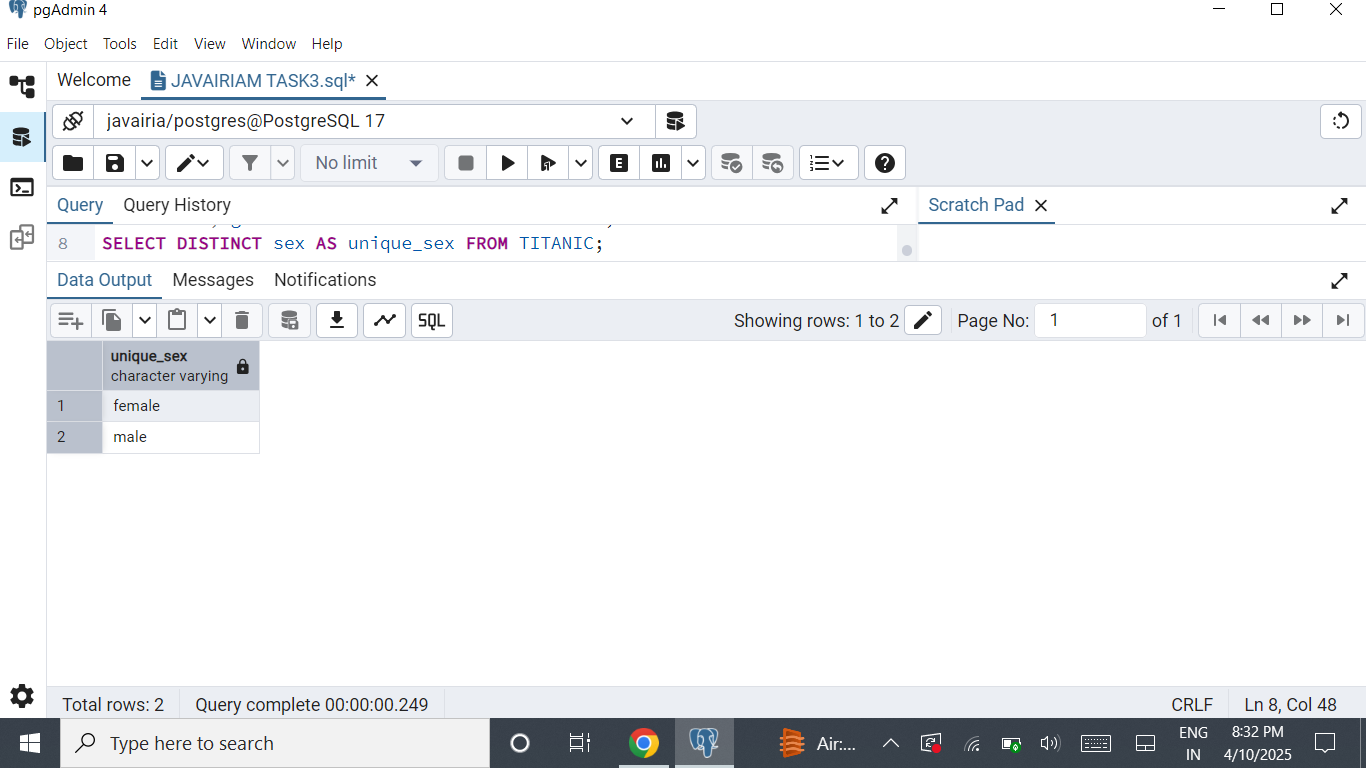 pgAdmin 4
File Object Tools Edit View Window Help
Welcome JAVAIRIAM TASK3.sql*
javairia/postgres@PostgreSQL 17
No limit
E
Query Query History Scratch Pad
8 SELECT DISTINCT sex AS unique_sex FROM TITANIC;
Data Output Messages Notifications
SQL Showing rows: 1 to 2 Page No: 1 of 1
unique_sex
character varying
1 female
2 male
Total rows: 2 Query complete 00:00:00.249 CRLF Ln 8, Col 48
Type here to search Air:... ENG IN 8:32 PM 4/10/2025